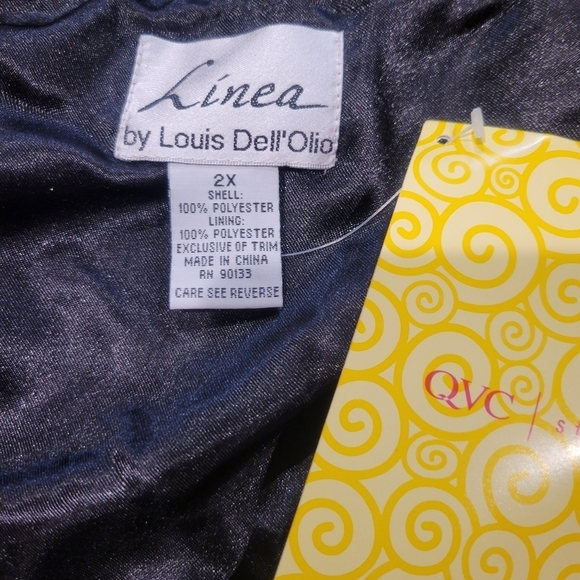 Linea
by Louis Dell'Olio
2X
SHELL:
100% POLYESTER
LINING:
100% POLYESTER
EXCLUSIVE OF TRIM
MADE IN CHINA
RN 90133
CARE SEE REVERSE
QVC | s